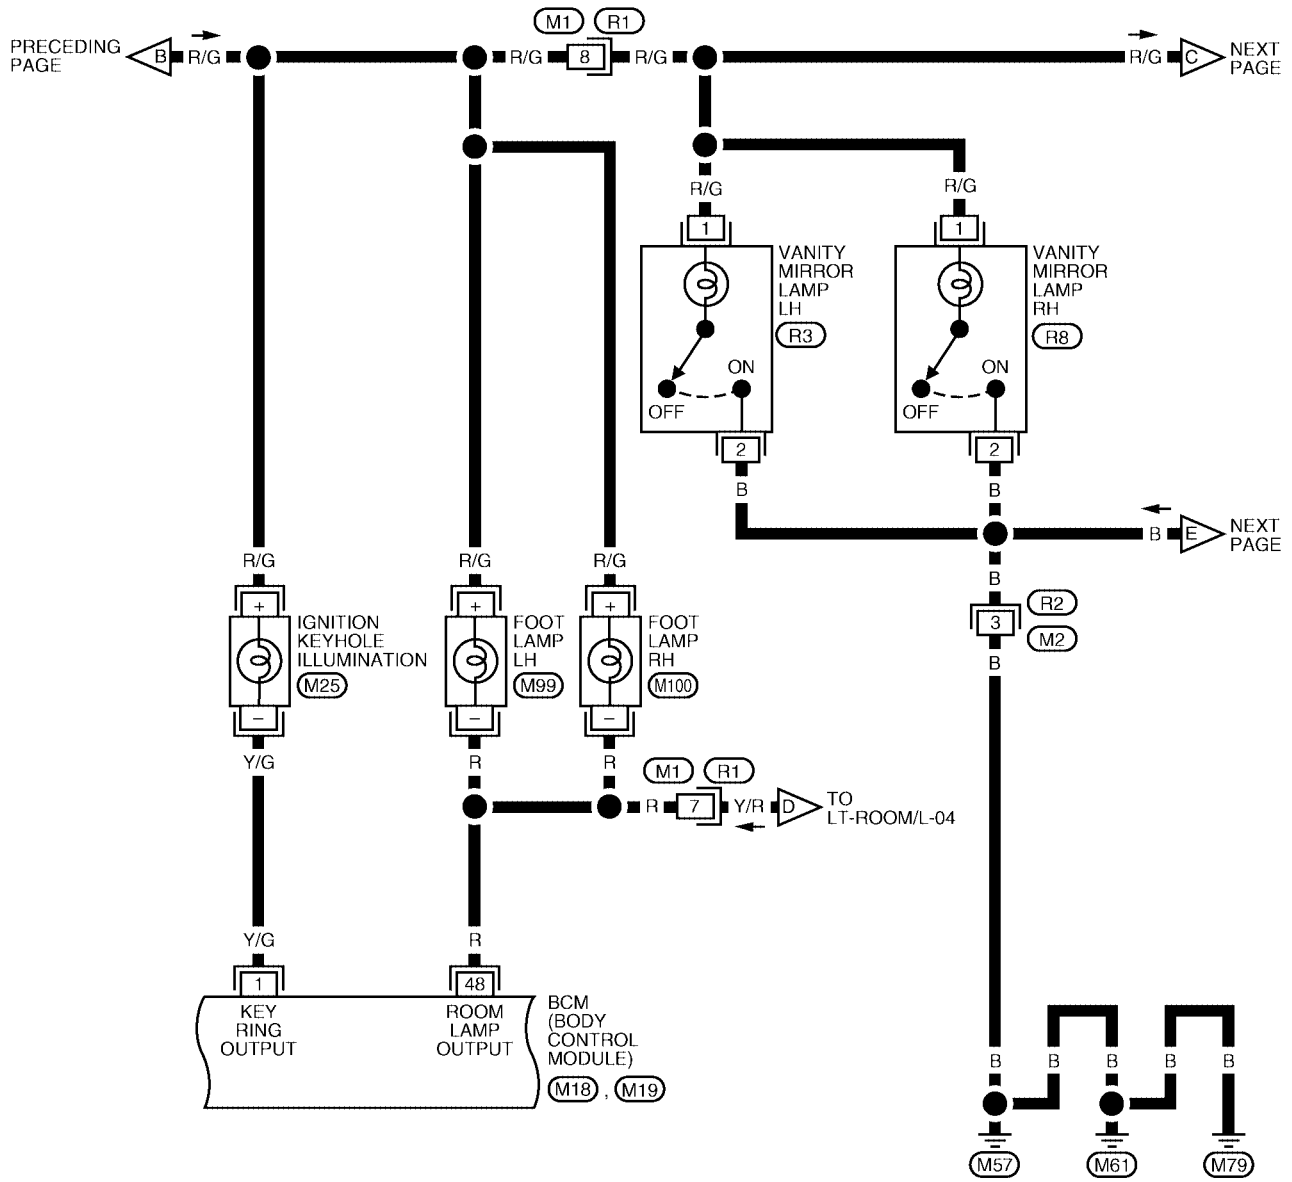 M1 R1
PRECEDING
PAGE
B R/G R/G 8 R/G R/G C
NEXT
PAGE
R/G R/G
1 1
VANITY
MIRROR
LAMP
LH
R3
VANITY
MIRROR
LAMP
RH
R8
ON ON
OFF OFF
2 2
B B
B E
NEXT
PAGE
R/G R/G R/G
B
+ + +
R2
3
M2
B
IGNITION
KEYHOLE
ILLUMINATION
M25
FOOT
LAMP
LH
M99
FOOT
LAMP
RH
M100
– – –
Y/G R R
M1 R1
R 7 Y/R D
TO
LT-ROOM/L-04
Y/G R
1 48
KEY
RING
OUTPUT
ROOM
LAMP
OUTPUT
BCM
(BODY
CONTROL
MODULE)
M18 , M19
B B B B B
M57 M61 M79